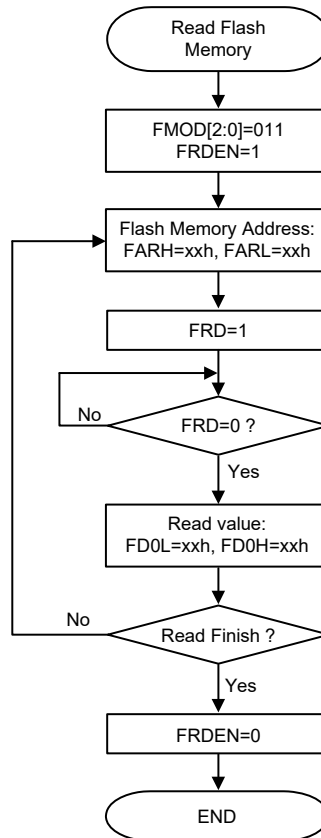 Read Flash
Memory
FMOD[2:0]=011
FRDEN=1
Flash Memory Address:
FARH=xxh, FARL=xxh
FRD=1
No
FRD=0 ?
Yes
Read value:
FD0L=xxh, FD0H=xxh
No
Read Finish ?
Yes
FRDEN=0
END